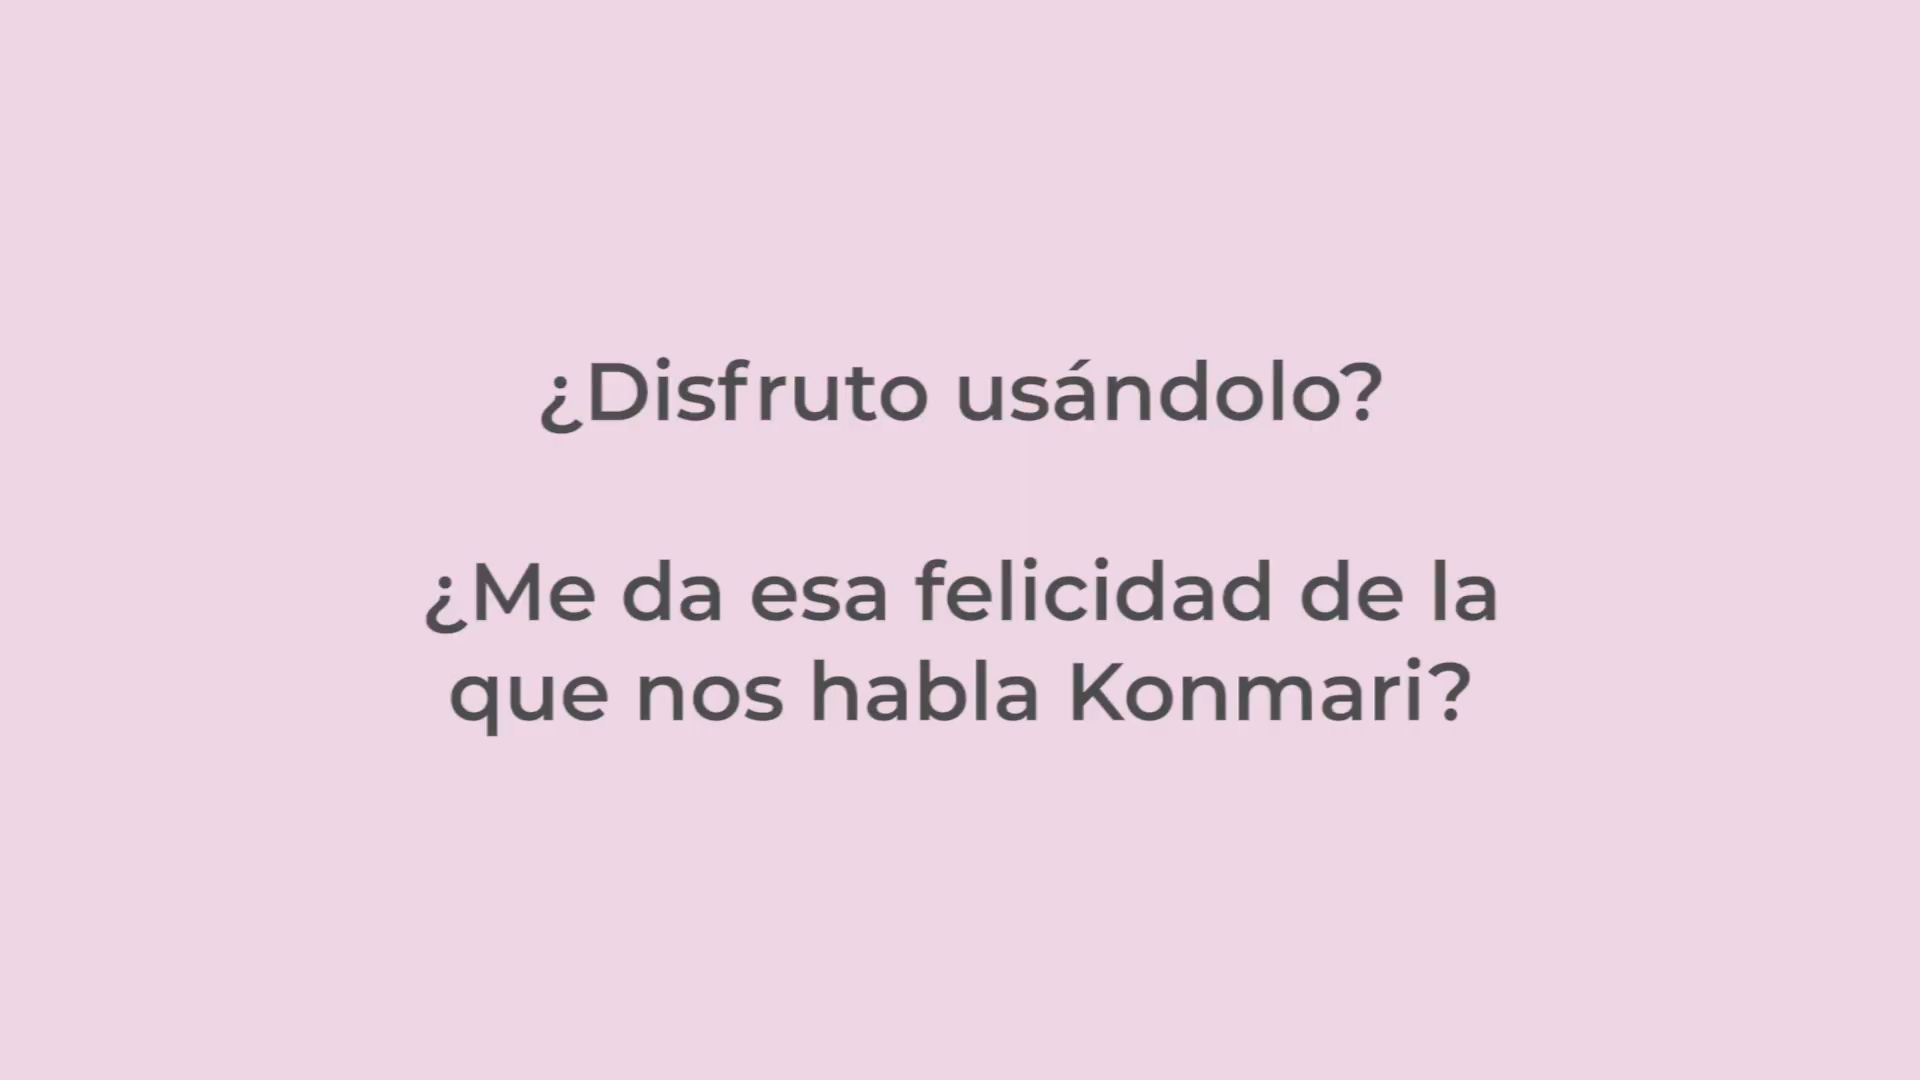 ¿Disfruto usándolo?
¿Me da esa felicidad de la
que nos habla Konmari?